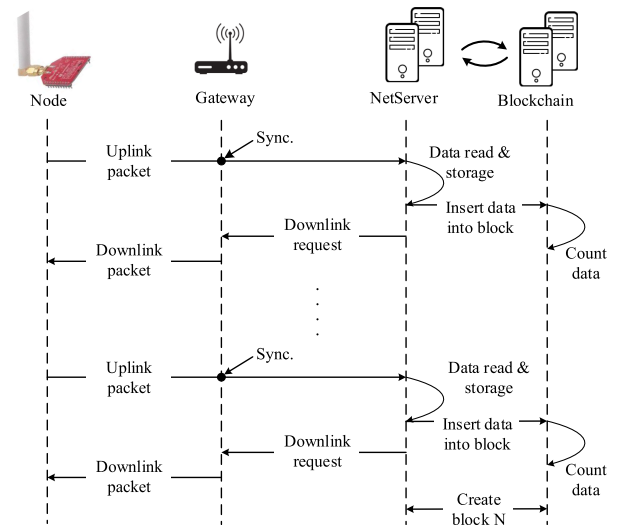 Node
Gateway
NetServer
Blockchain
Sync.
Uplink
packet
Data read &
storage
Insert data
into block
Downlink
request
Downlink
packet
Count
data
Sync.
Uplink
packet
Data read &
storage
Insert data
into block
Downlink
request
Downlink
packet
Count
data
Create
block N